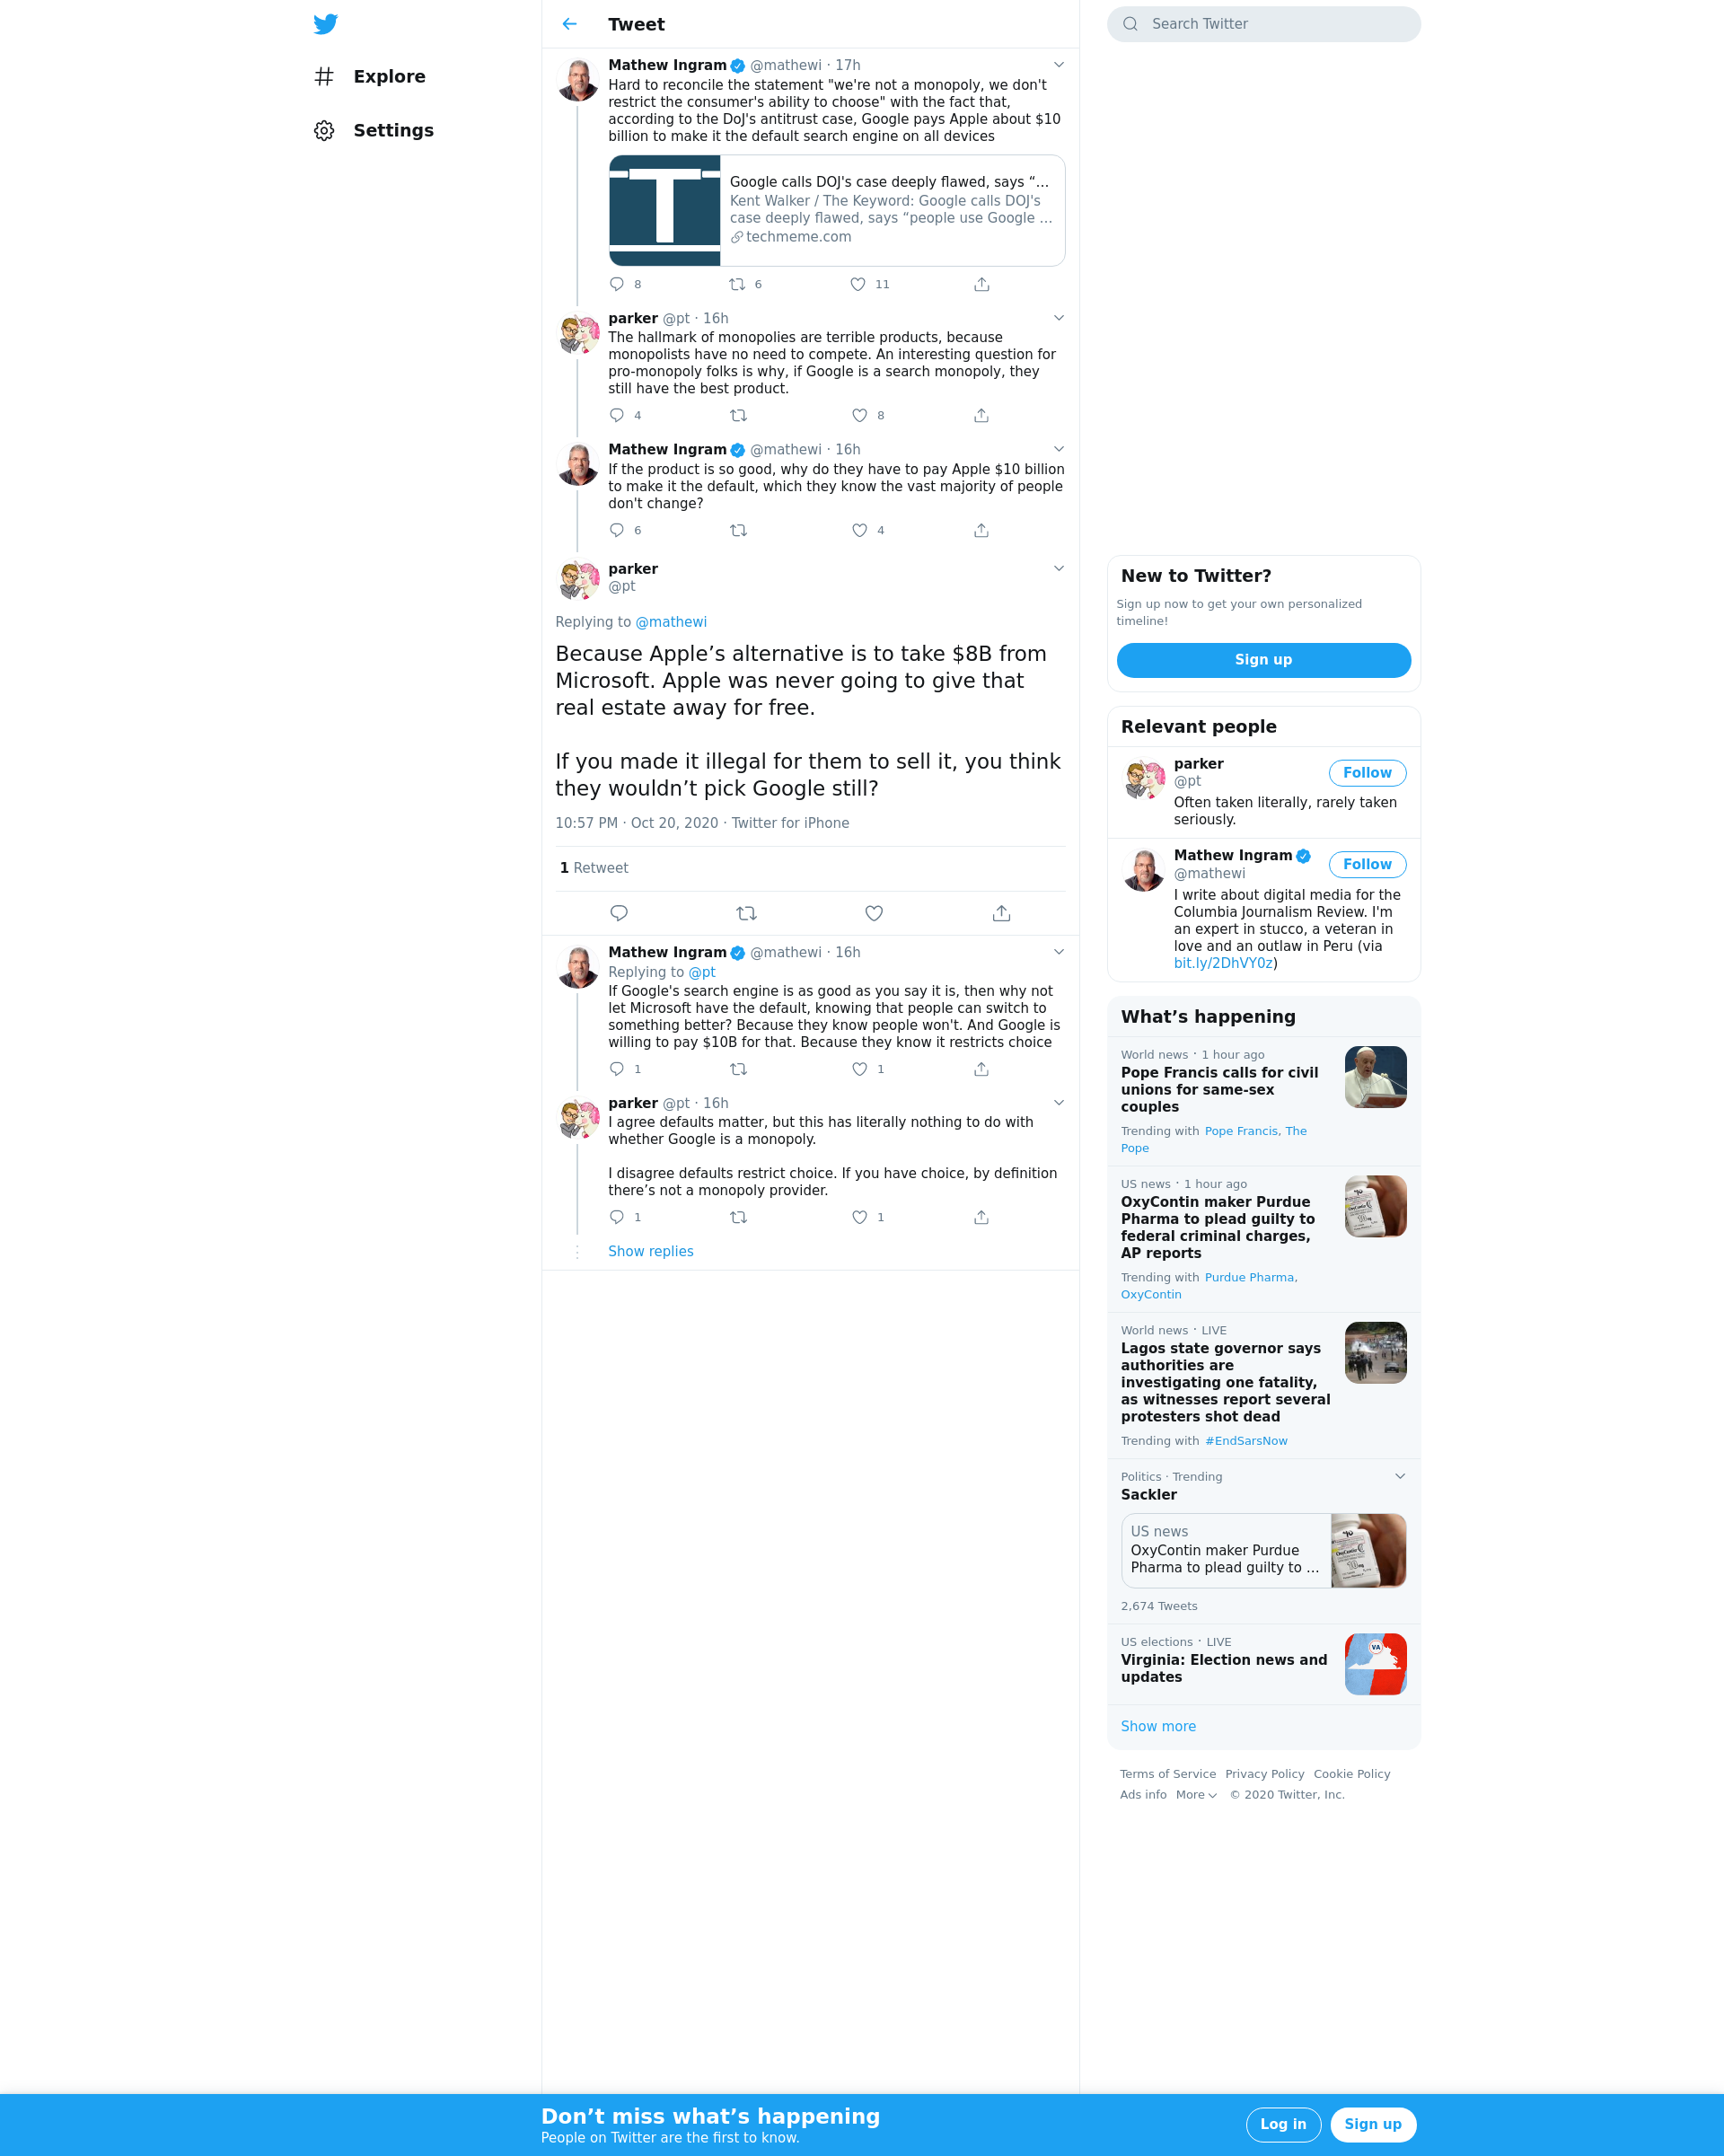 Explore
Settings
Tweet
Mathew Ingram @mathewi · 17h
Hard to reconcile the statement "we're not a monopoly, we don't
restrict the consumer's ability to choose" with the fact that,
according to the DoJ's antitrust case, Google pays Apple about $10
billion to make it the default search engine on all devices
T
Google calls DOJ's case deeply flawed, says “...
Kent Walker / The Keyword: Google calls DOJ's
case deeply flawed, says “people use Google ...
techmeme.com
8 6 11
parker @pt · 16h
The hallmark of monopolies are terrible products, because
monopolists have no need to compete. An interesting question for
pro-monopoly folks is why, if Google is a search monopoly, they
still have the best product.
4 8
Mathew Ingram @mathewi · 16h
If the product is so good, why do they have to pay Apple $10 billion
to make it the default, which they know the vast majority of people
don't change?
6 4
parker
@pt
Replying to @mathewi
Because Apple’s alternative is to take $8B from
Microsoft. Apple was never going to give that
real estate away for free.
If you made it illegal for them to sell it, you think
they wouldn’t pick Google still?
10:57 PM · Oct 20, 2020 · Twitter for iPhone
1 Retweet
Mathew Ingram @mathewi · 16h
Replying to @pt
If Google's search engine is as good as you say it is, then why not
let Microsoft have the default, knowing that people can switch to
something better? Because they know people won't. And Google is
willing to pay $10B for that. Because they know it restricts choice
1 1
parker @pt · 16h
I agree defaults matter, but this has literally nothing to do with
whether Google is a monopoly.
I disagree defaults restrict choice. If you have choice, by definition
there’s not a monopoly provider.
1 1
Show replies
Search Twitter
New to Twitter?
Sign up now to get your own personalized
timeline!
Sign up
Relevant people
parker
@pt
Follow
Often taken literally, rarely taken
seriously.
Mathew Ingram
@mathewi
Follow
I write about digital media for the
Columbia Journalism Review. I'm
an expert in stucco, a veteran in
love and an outlaw in Peru (via
bit.ly/2DhVY0z)
What’s happening
World news · 1 hour ago
Pope Francis calls for civil
unions for same-sex
couples
Trending with Pope Francis, The
Pope
US news · 1 hour ago
OxyContin maker Purdue
Pharma to plead guilty to
federal criminal charges,
AP reports
Trending with Purdue Pharma,
OxyContin
World news · LIVE
Lagos state governor says
authorities are
investigating one fatality,
as witnesses report several
protesters shot dead
Trending with #EndSarsNow
Politics · Trending
Sackler
US news
OxyContin maker Purdue
Pharma to plead guilty to ...
2,674 Tweets
US elections · LIVE
Virginia: Election news and
updates
VA
Show more
Terms of Service Privacy Policy Cookie Policy
Ads info More © 2020 Twitter, Inc.
Don’t miss what’s happening
People on Twitter are the first to know.
Log in
Sign up